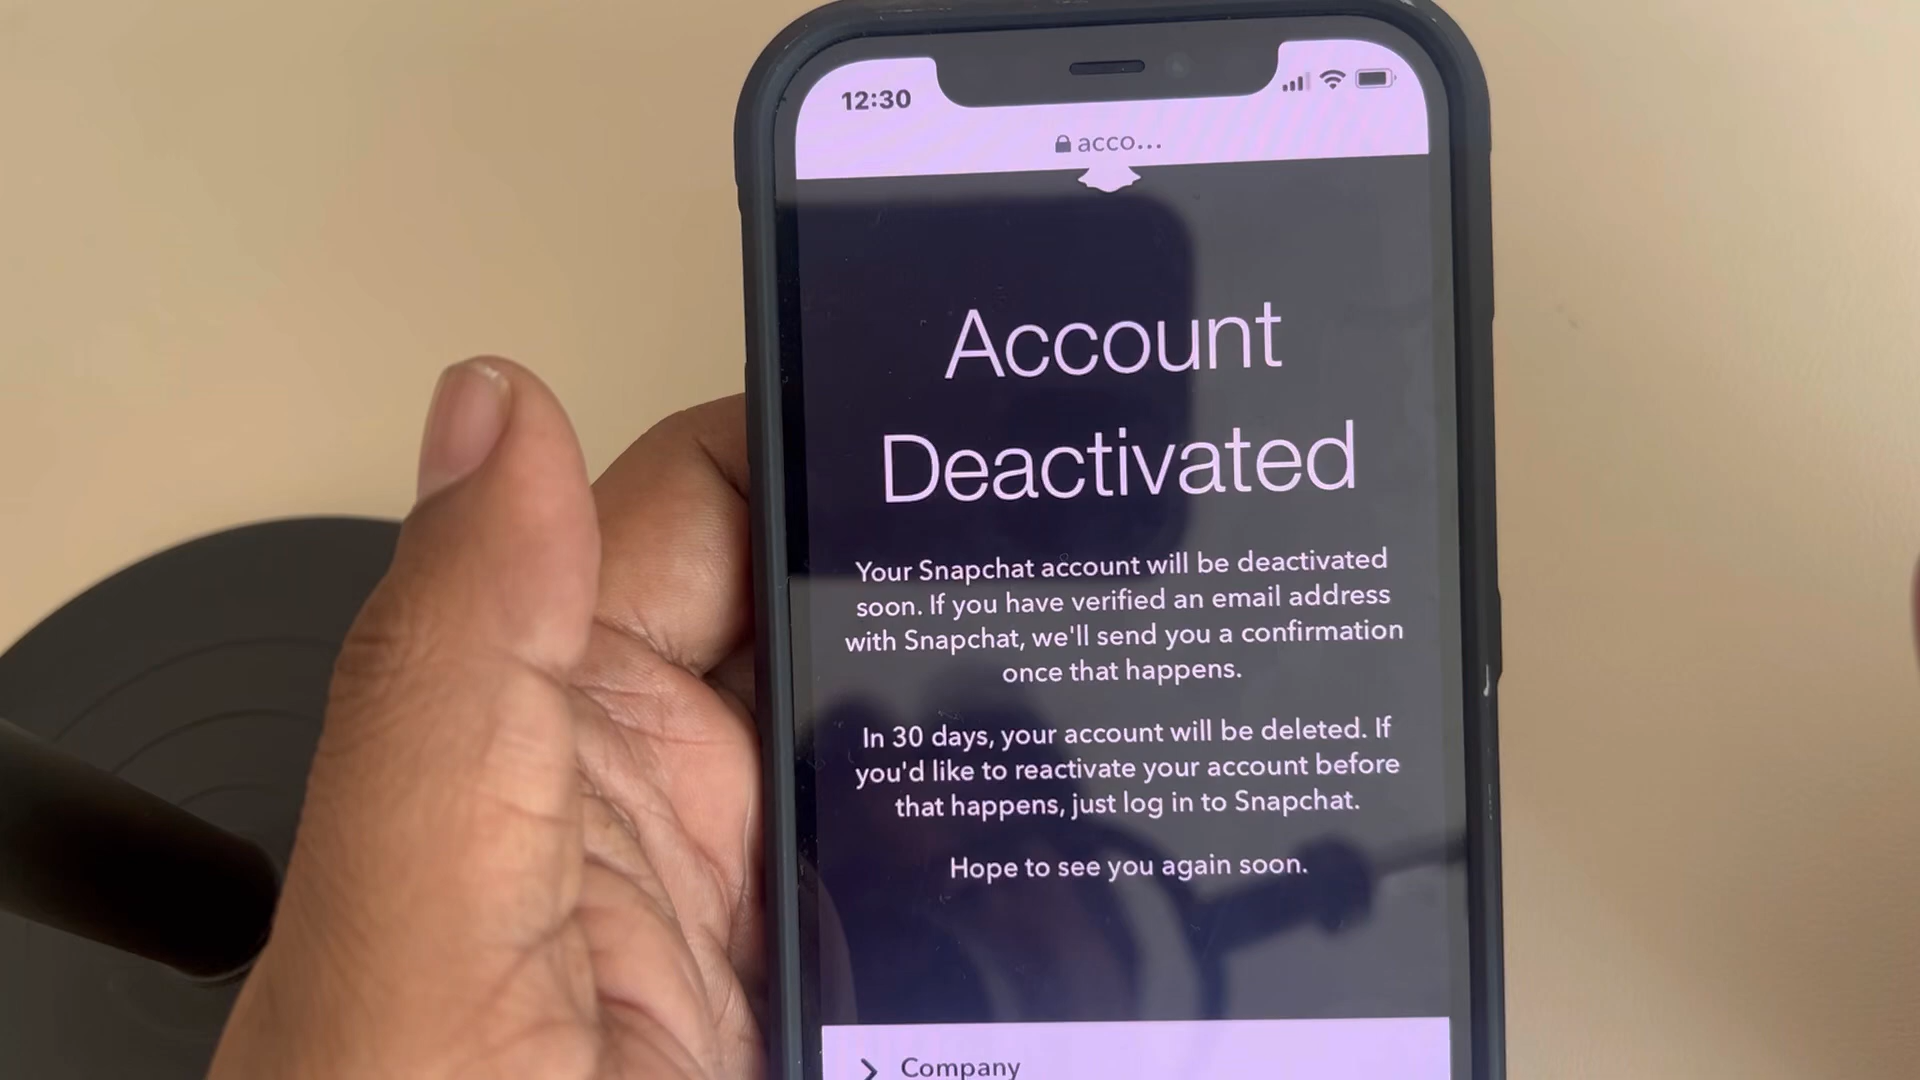 12:30
acco...
Account
Deactivated
Your Snapchat account will be deactivated
soon. If you have verified an email address
with Snapchat, we'll send you a confirmation
once that happens.
In 30 days, your account will be deleted. If
you'd like to reactivate your account before
that happens, just log in to Snapchat.
Hope to see you again soon.
Company